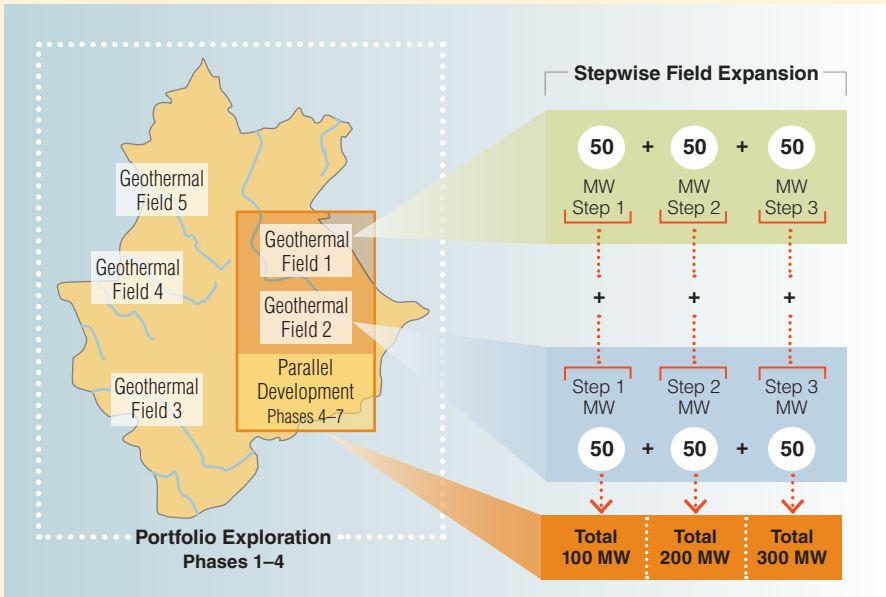 Stepwise Field Expansion
50 + 50 + 50
MW MW MW
Step 1 Step 2 Step 3
+ + +
Step 1 Step 2 Step 3
MW MW MW
50 + 50 + 50
Total Total Total
100 MW 200 MW 300 MW
Geothermal
Field 5
Geothermal
Field 4
Geothermal
Field 3
Geothermal
Field 1
Geothermal
Field 2
Parallel
Development
Phases 4–7
Portfolio Exploration
Phases 1–4